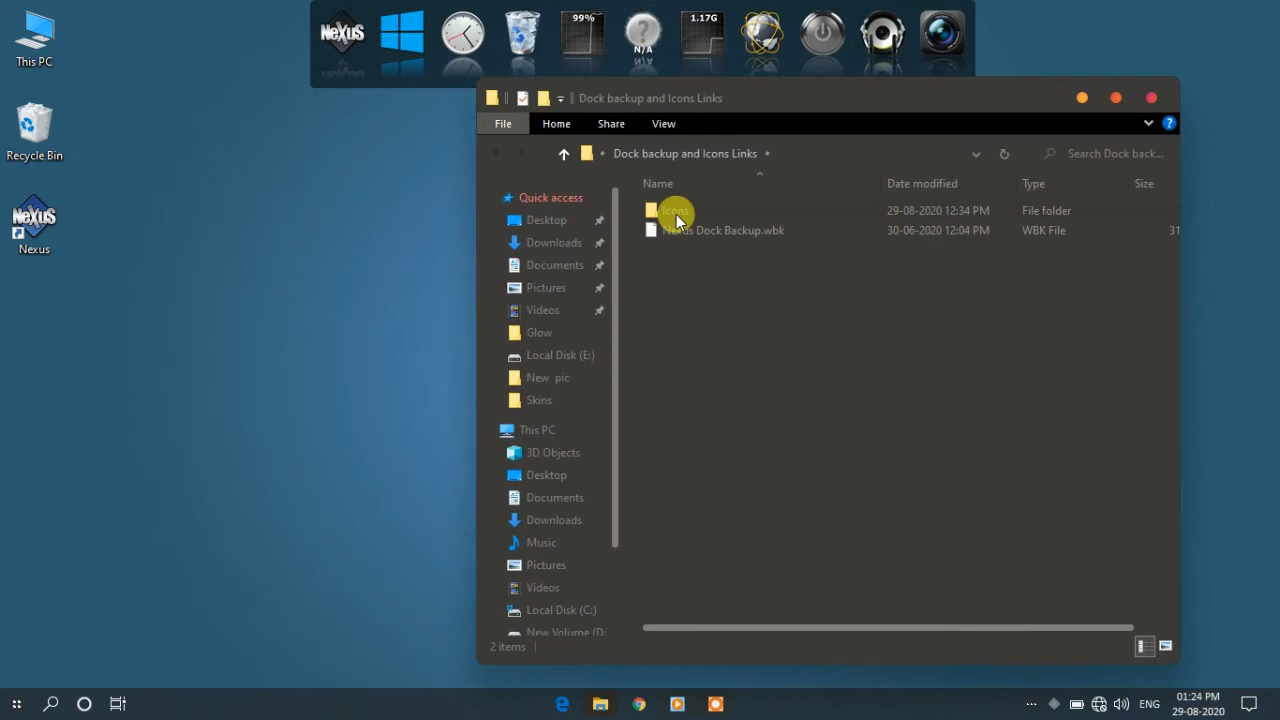 NeXuS
99%
N/A
1.17G
This PC
Recycle Bin
NeXuS
Nexus
Dock backup and Icons Links
File
Home
Share
View
Dock backup and Icons Links
Search Dock back...
Name
Date modified
Type
Size
Icons
29-08-2020 12:34 PM
File folder
Dock Backup.wbk
30-06-2020 12:04 PM
WBK File
31
Quick access
Desktop
Downloads
Documents
Pictures
Videos
Glow
Local Disk (E:)
New pic
Skins
This PC
3D Objects
Desktop
Documents
Downloads
Music
Pictures
Videos
Local Disk (C:)
New Volume (D:
2 items
ENG
01:24 PM
29-08-2020